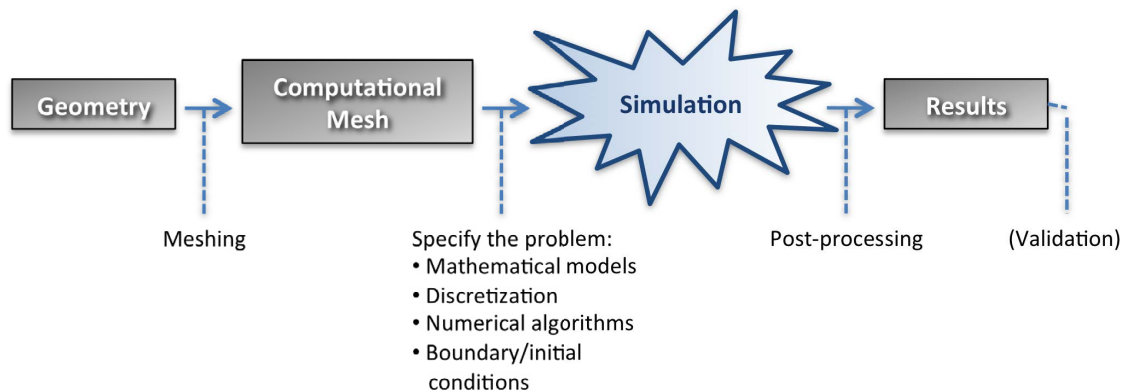 Geometry
Computational
Mesh
Simulation
Results
Meshing
Specify the problem:
• Mathematical models
• Discretization
• Numerical algorithms
• Boundary/initial
conditions
Post-processing
(Validation)